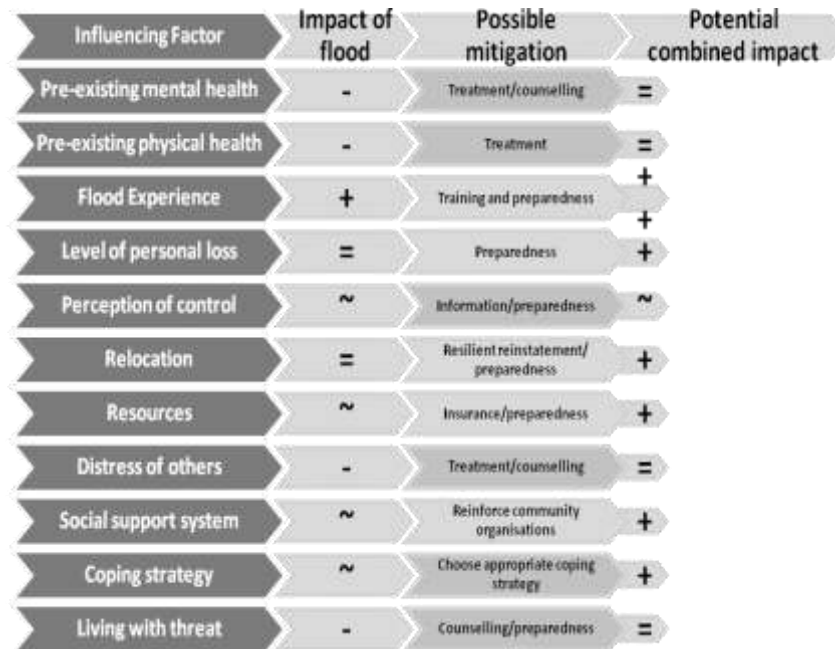 Influencing Factor
Impact of
flood
Possible
mitigation
Potential
combined impact
Pre-existing mental health
-
Treatment/counselling
=
Pre-existing physical health
-
Treatment
=
Flood Experience
+
Training and preparedness
+
+
Level of personal loss
=
Preparedness
+
Perception of control
~
Information/preparedness
~
Relocation
=
Resilient reinstatement/
preparedness
+
Resources
~
Insurance/preparedness
+
Distress of others
-
Treatment/counselling
=
Social support system
~
Reinforce community
organisations
+
Coping strategy
~
Choose appropriate coping
strategy
+
Living with threat
-
Counselling/preparedness
=